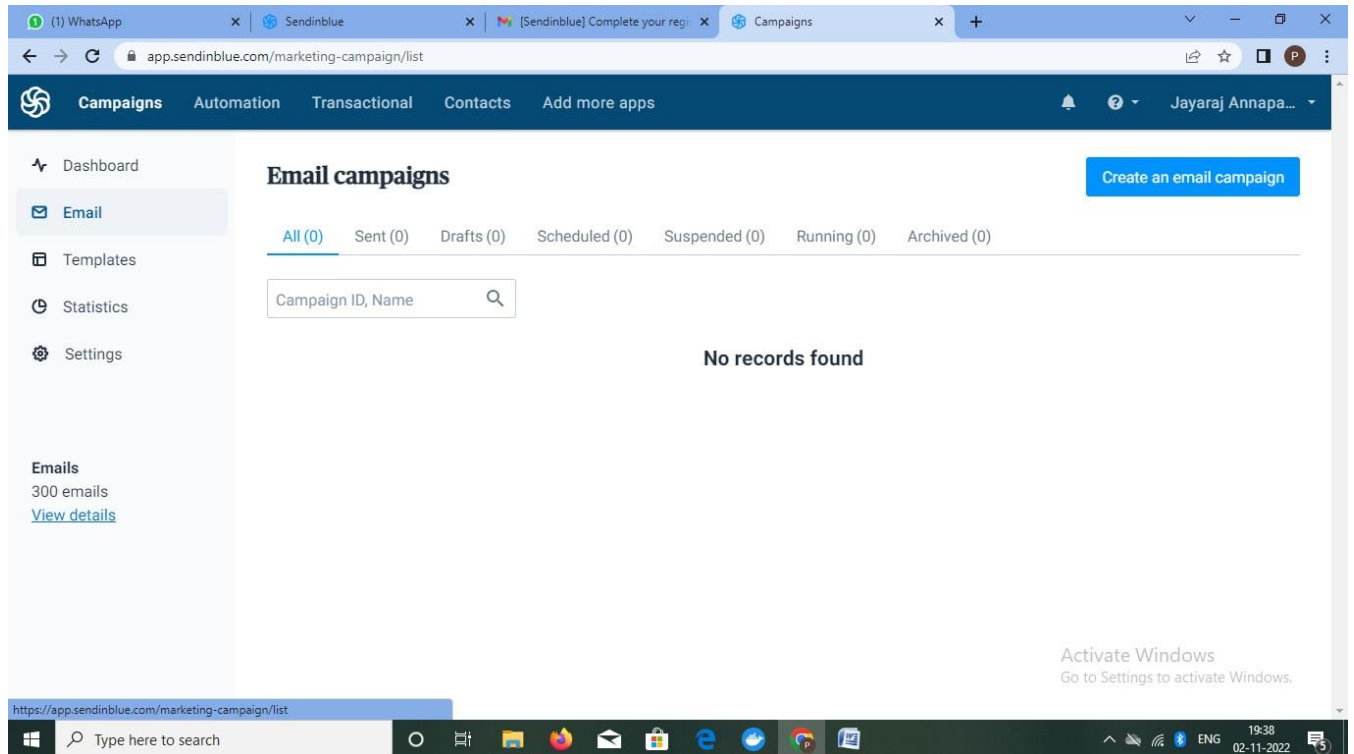 (1) WhatsApp
Sendinblue
[Sendinblue] Complete your regi
Campaigns
app.sendinblue.com/marketing-campaign/list
P
Campaigns Automation Transactional Contacts Add more apps
Jayaraj Annapa...
Dashboard
Email
Templates
Statistics
Settings
Emails
300 emails
View details
Email campaigns
Create an email campaign
All (0) Sent (0) Drafts (0) Scheduled (0) Suspended (0) Running (0) Archived (0)
Campaign ID, Name
No records found
Activate Windows
Go to Settings to activate Windows.
https://app.sendinblue.com/marketing-campaign/list
Type here to search
ENG
19:38
02-11-2022
5